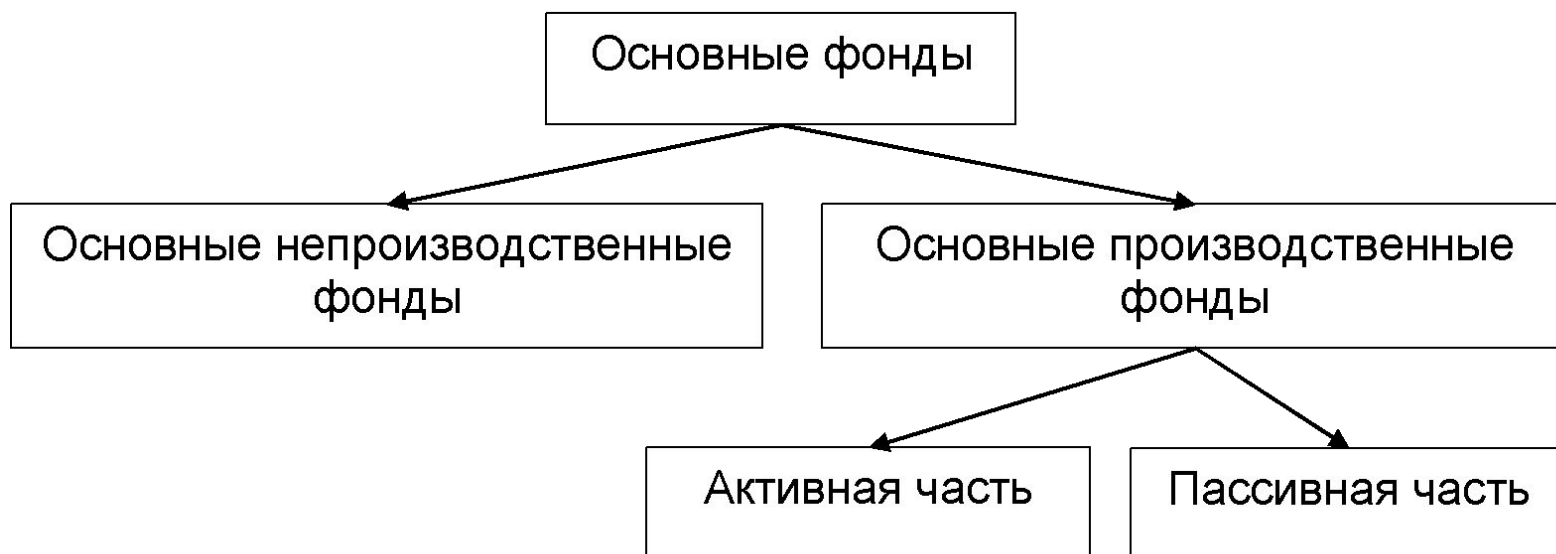 Основные фонды
Основные непроизводственные
фонды
Основные производственные
фонды
Активная часть
Пассивная часть